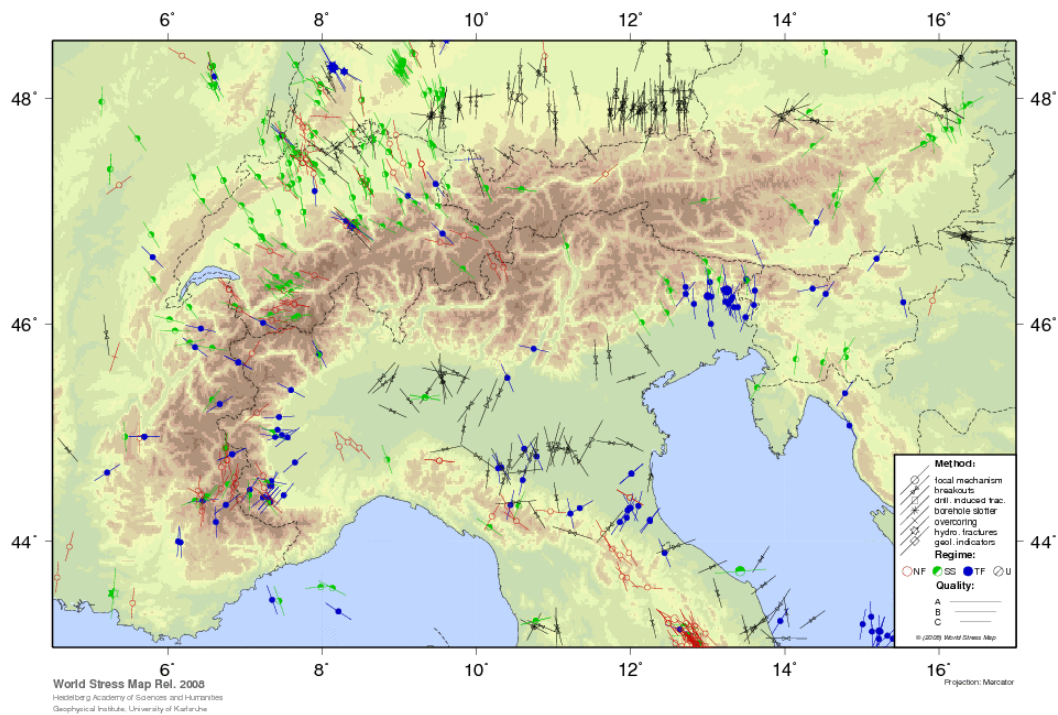 6˚ 8˚ 10˚ 12˚ 14˚ 16˚
48˚ 48˚
46˚ 46˚
44˚ 44˚
Method:
focal mechanism
breakouts
drill. induced frac.
borehole slotter
overcoring
hydro. fractures
geol. indicators
Regime:
NF SS TF U
Quality:
A
B
C
© (2008) World Stress Map
6˚ 8˚ 10˚ 12˚ 14˚ 16˚
World Stress Map Rel. 2008
Projection: Mercator
Heidelberg Academy of Sciences and Humanities
Geophysical Institute, University of Karlsruhe